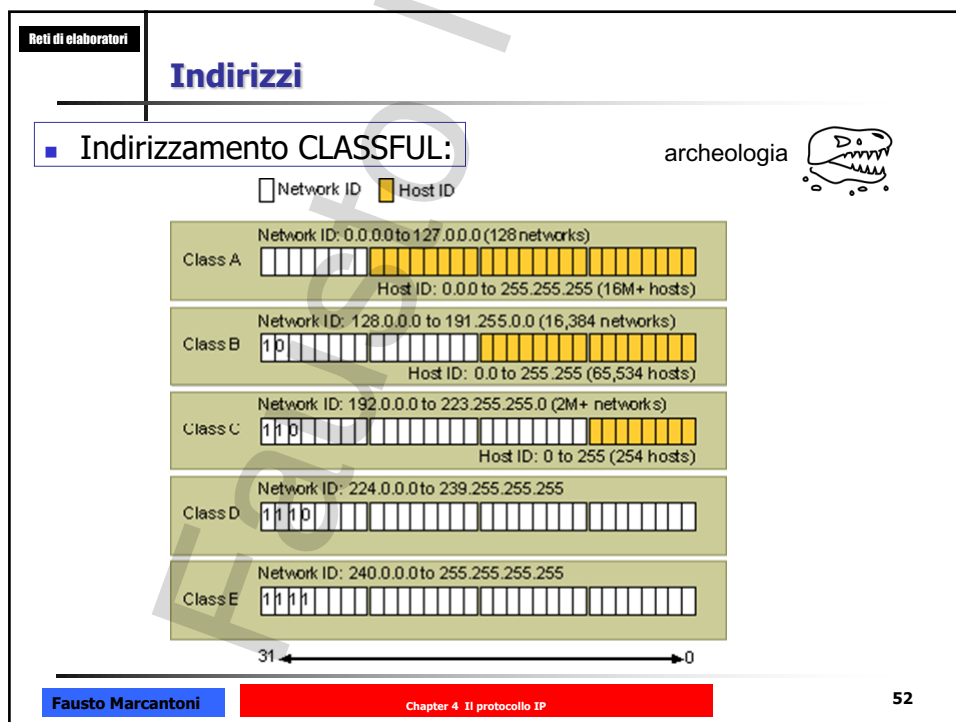 Reti di elaboratori
Indirizzi
Indirizzamento CLASSFUL:
archeologia
Network ID Host ID
Network ID: 0.0.0.0 to 127.0.0.0 (128 networks)
Class A
Host ID: 0.0.0 to 255.255.255 (16M+ hosts)
Network ID: 128.0.0.0 to 191.255.0.0 (16,384 networks)
Class B 1 0
Host ID: 0.0 to 255.255 (65,534 hosts)
Network ID: 192.0.0.0 to 223.255.255.0 (2M+ networks)
Class C 1 1 0
Host ID: 0 to 255 (254 hosts)
Network ID: 224.0.0.0 to 239.255.255.255
Class D 1 1 1 0
Network ID: 240.0.0.0 to 255.255.255.255
Class E 1 1 1 1
31 0
Fausto Marcantoni
Chapter 4 Il protocollo IP
52
Fausto